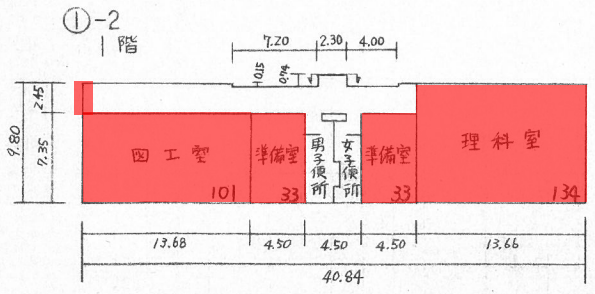 ①-2
1階
7.20 2.30 4.00
0.15 0.74
9.80 2.45 7.35
図工室 101
準備室 33
男子便所
女子便所
準備室 33
理科室 134
13.68 4.50 4.50 4.50 13.66
40.84